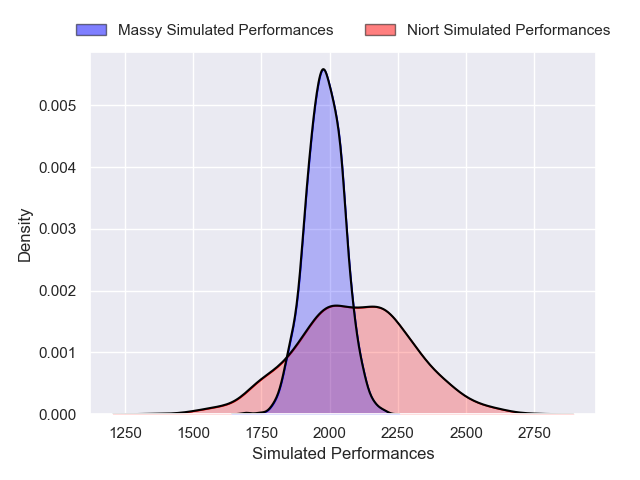 Massy Simulated Performances Niort Simulated Performances
0.005
0.004
0.003
0.002
0.001
0.000
Density
1250 1500 1750 2000 2250 2500 2750
Simulated Performances